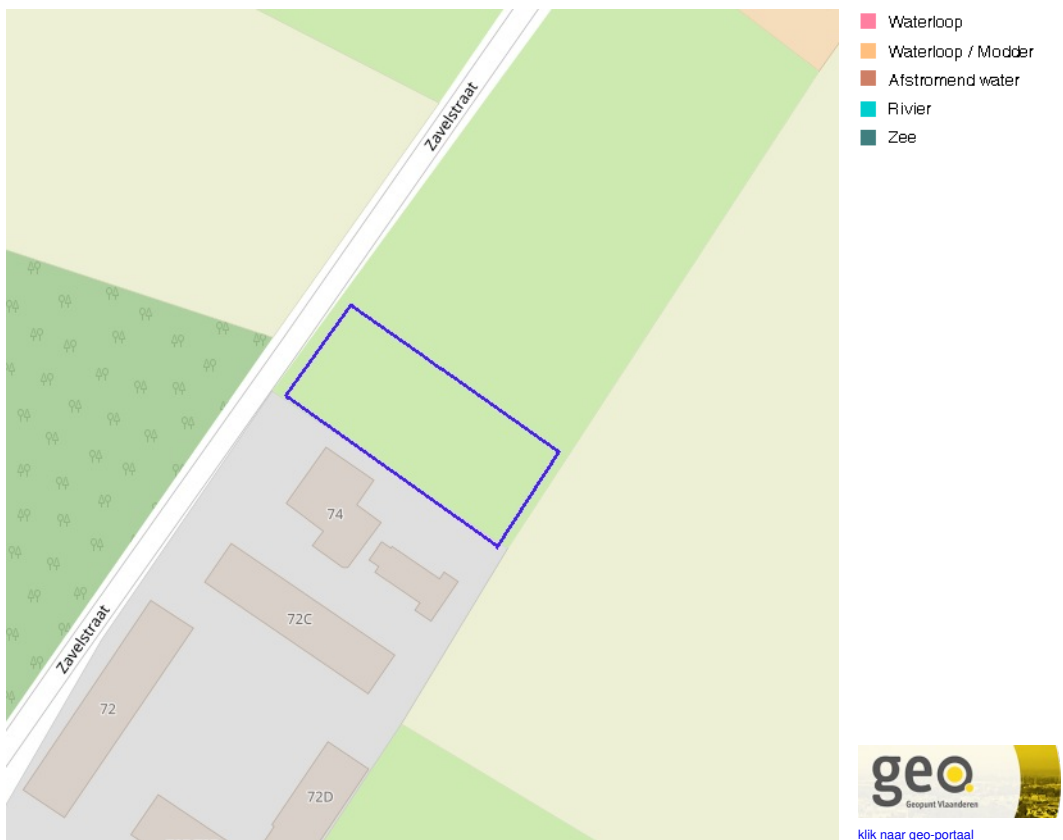 Zavelstraat
Zavelstraat
74
72C
72
72D
Waterloop
Waterloop / Modder
Afstromend water
Rivier
Zee
geo.
Geopunt Vlaanderen
klik naar geo-portaal